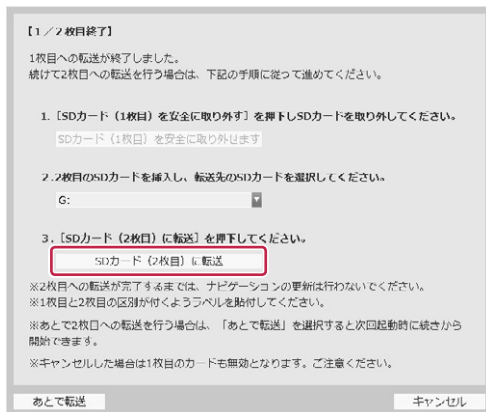 【１／２枚目終了】
1枚目への転送が終了しました。
続けて2枚目への転送を行う場合は、下記の手順に従って進めてください。
1.［SDカード（1枚目）を安全に取り外す］を押下しSDカードを取り外してください。
SDカード（1枚目）を安全に取り外せます
2.2枚目のSDカードを挿入し、転送先のSDカードを選択してください。
G:
3.［SDカード（2枚目）に転送］を押下してください。
SDカード（2枚目）に転送
※2枚目への転送が完了するまでは、ナビゲーションの更新は行わないでください。
※1枚目と2枚目の区別が付くようラベルを貼付してください。
※あとで2枚目への転送を行う場合は、「あとで転送」を選択すると次回起動時に続きから
開始できます。
※キャンセルした場合は1枚目のカードも無効となります。ご注意ください。
あとで転送
キャンセル